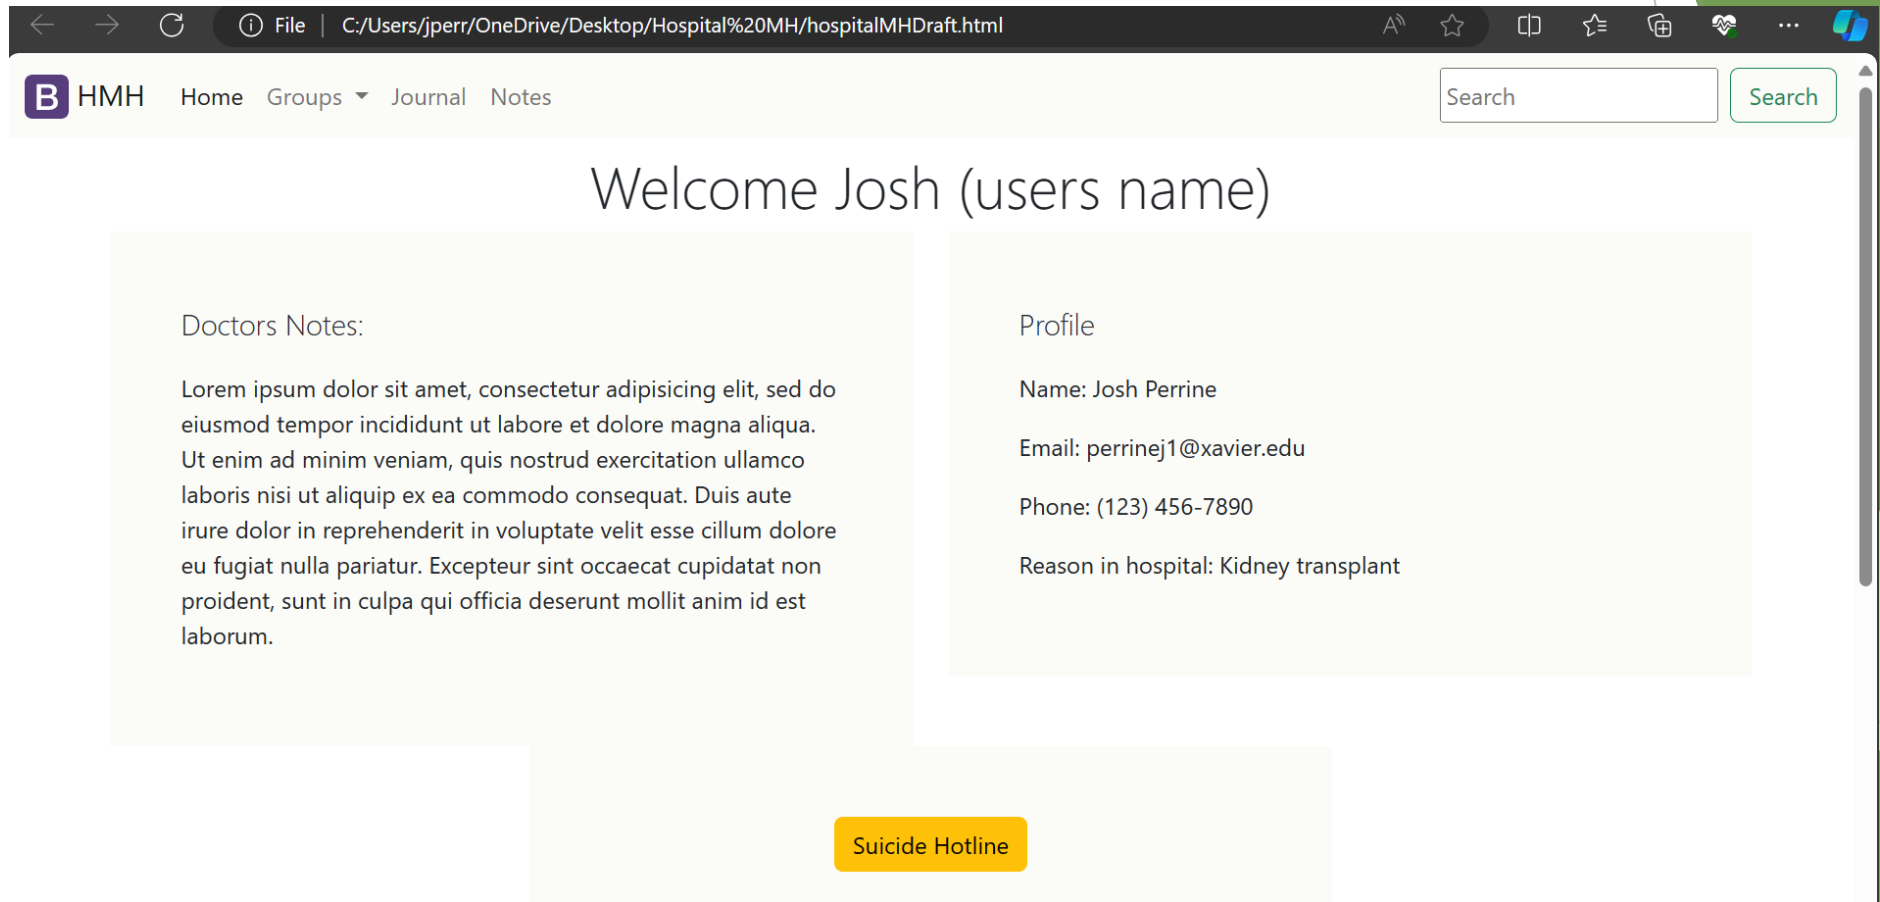 File | C:/Users/jperr/OneDrive/Desktop/Hospital%20MH/hospitalMHDraft.html
B HMH Home Groups Journal Notes Search Search
Welcome Josh (users name)
Doctors Notes:
Lorem ipsum dolor sit amet, consectetur adipisicing elit, sed do
eiusmod tempor incididunt ut labore et dolore magna aliqua.
Ut enim ad minim veniam, quis nostrud exercitation ullamco
laboris nisi ut aliquip ex ea commodo consequat. Duis aute
irure dolor in reprehenderit in voluptate velit esse cillum dolore
eu fugiat nulla pariatur. Excepteur sint occaecat cupidatat non
proident, sunt in culpa qui officia deserunt mollit anim id est
laborum.
Profile
Name: Josh Perrine
Email: perrinej1@xavier.edu
Phone: (123) 456-7890
Reason in hospital: Kidney transplant
Suicide Hotline